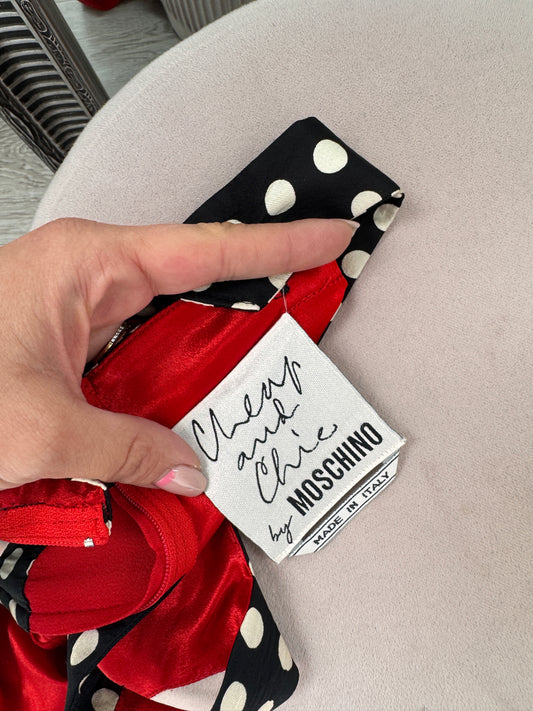 Cheap
and
Chic.
by MOSCHINO
MADE IN ITALY